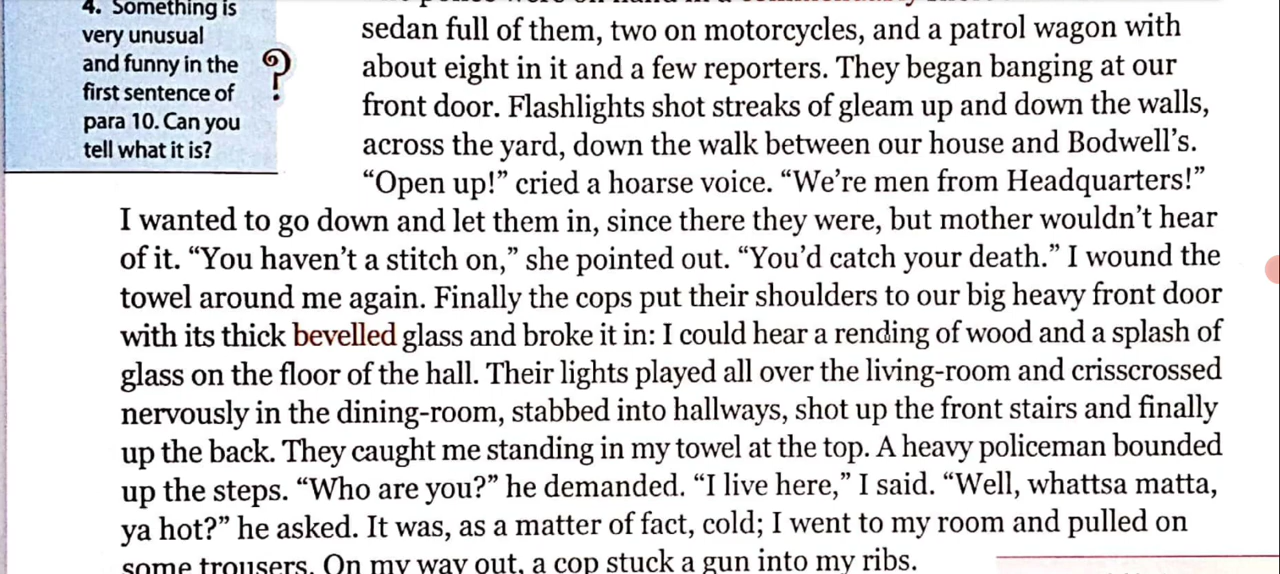 4. Something is
very unusual
and funny in the
first sentence of
para 10. Can you
tell what it is?
?
sedan full of them, two on motorcycles, and a patrol wagon with
about eight in it and a few reporters. They began banging at our
front door. Flashlights shot streaks of gleam up and down the walls,
across the yard, down the walk between our house and Bodwell’s.
“Open up!” cried a hoarse voice. “We’re men from Headquarters!”
I wanted to go down and let them in, since there they were, but mother wouldn’t hear
of it. “You haven’t a stitch on,” she pointed out. “You’d catch your death.” I wound the
towel around me again. Finally the cops put their shoulders to our big heavy front door
with its thick bevelled glass and broke it in: I could hear a rending of wood and a splash of
glass on the floor of the hall. Their lights played all over the living-room and crisscrossed
nervously in the dining-room, stabbed into hallways, shot up the front stairs and finally
up the back. They caught me standing in my towel at the top. A heavy policeman bounded
up the steps. “Who are you?” he demanded. “I live here,” I said. “Well, whattsa matta,
ya hot?” he asked. It was, as a matter of fact, cold; I went to my room and pulled on
some trousers. On my way out, a cop stuck a gun into my ribs.